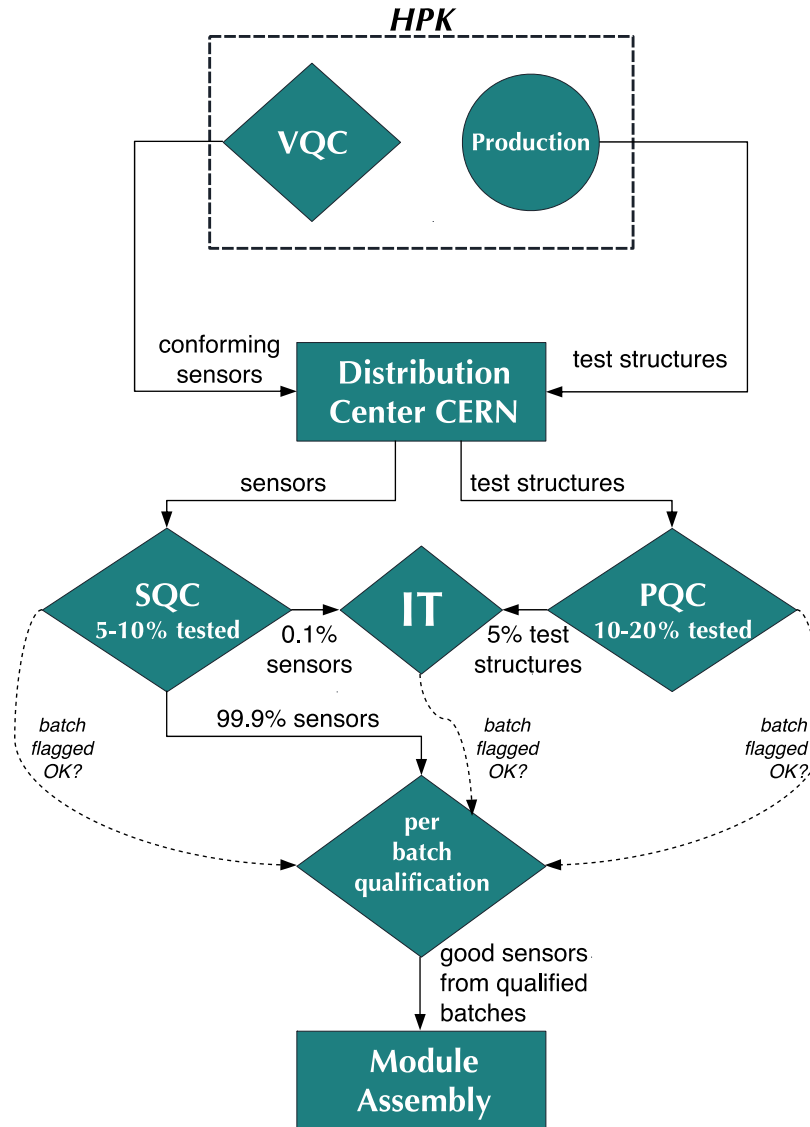 HPK
VQC
Production
conforming
sensors
test structures
Distribution
Center CERN
sensors
test structures
SQC
5-10% tested
IT
PQC
10-20% tested
0.1%
sensors
5% test
structures
99.9% sensors
batch
flagged
OK?
batch
flagged
OK?
batch
flagged
OK?
per
batch
qualification
good sensors
from qualified
batches
Module
Assembly